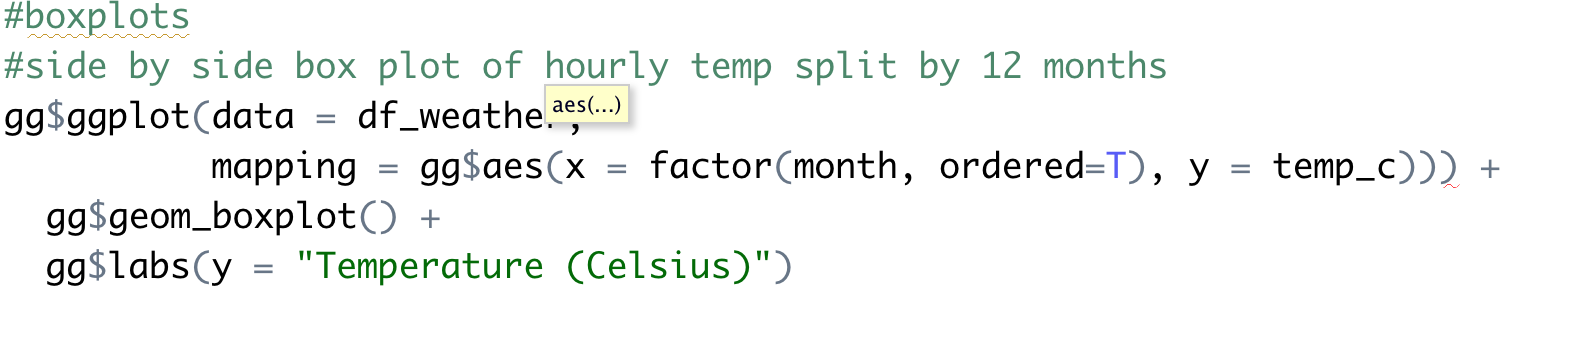 #boxplots
#side by side box plot of hourly temp split by 12 months
aes(...)
gg$ggplot(data = df_weather,
mapping = gg$aes(x = factor(month, ordered=T), y = temp_c))) +
gg$geom_boxplot() +
gg$labs(y = "Temperature (Celsius)")